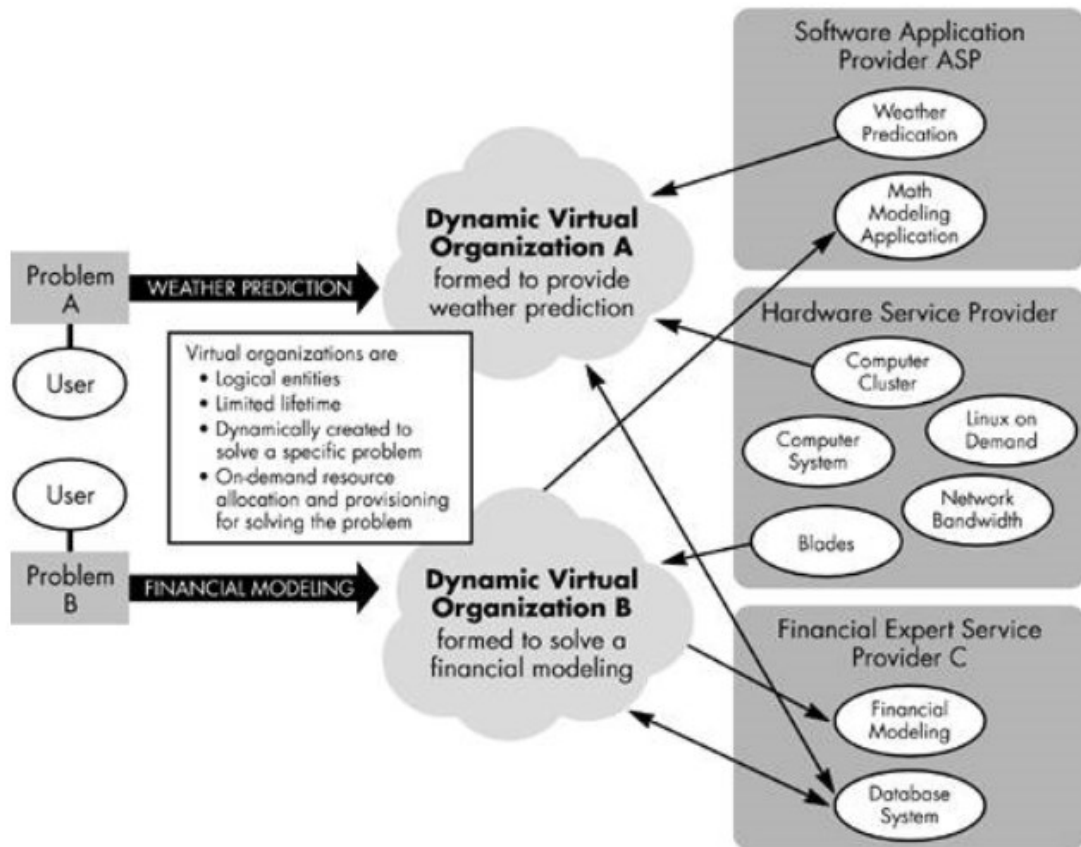 Problem
A
WEATHER PREDICTION
User
User
Problem
B
FINANCIAL MODELING
Virtual organizations are
• Logical entities
• Limited lifetime
• Dynamically created to
solve a specific problem
• On-demand resource
allocation and provisioning
for solving the problem
Dynamic Virtual
Organization A
formed to provide
weather prediction
Dynamic Virtual
Organization B
formed to solve a
financial modeling
Software Application
Provider ASP
Weather
Predication
Math
Modeling
Application
Hardware Service Provider
Computer
Cluster
Linux on
Demand
Computer
System
Network
Bandwidth
Blades
Financial Expert Service
Provider C
Financial
Modeling
Database
System